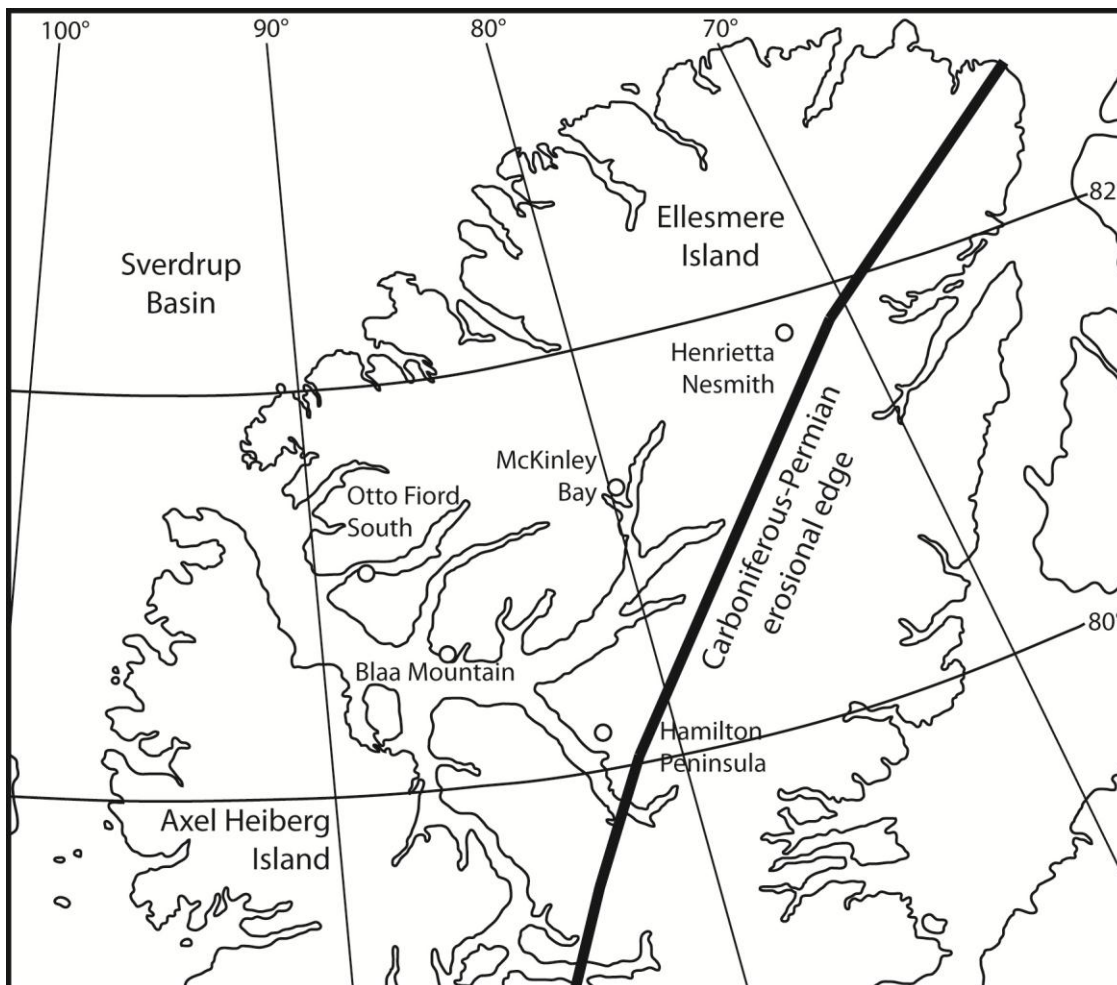 100°
90°
80°
70°
82
Ellesmere
Island
Sverdrup
Basin
Henrietta
Nesmith
McKinley
Bay
Otto Fiord
South
Carboniferous-Permian
erosional edge
80°
Blaa Mountain
Hamilton
Peninsula
Axel Heiberg
Island